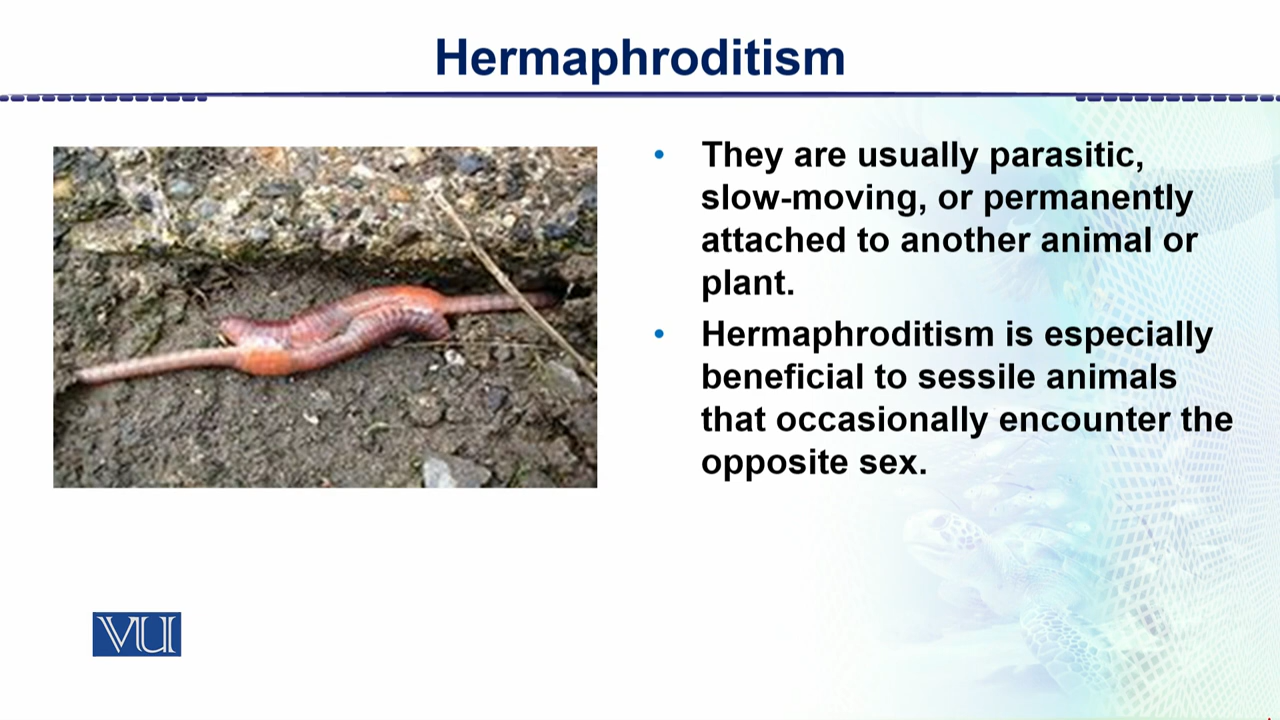 Hermaphroditism
• They are usually parasitic,
slow-moving, or permanently
attached to another animal or
plant.
• Hermaphroditism is especially
beneficial to sessile animals
that occasionally encounter the
opposite sex.
VU